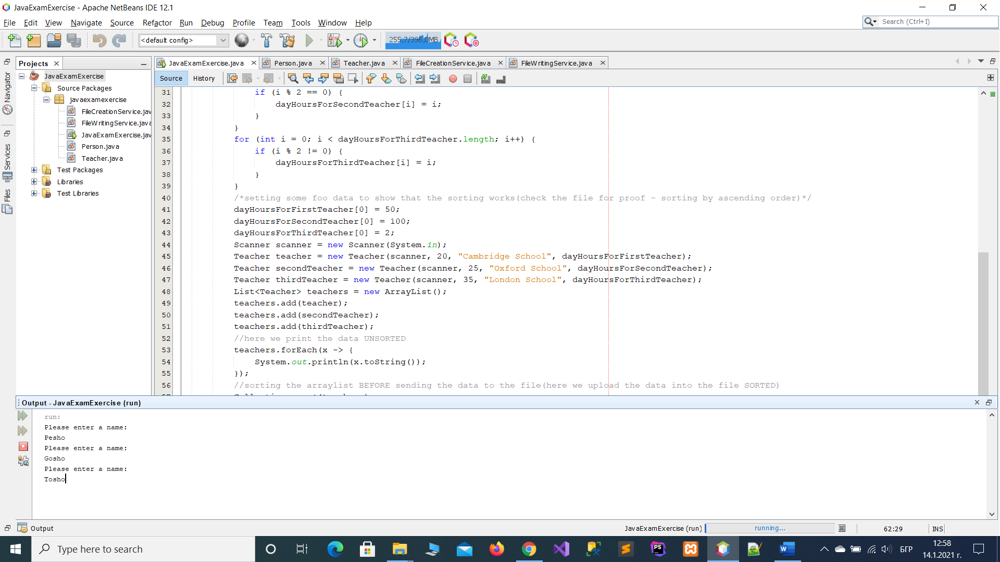 JavaExamExercise - Apache NetBeans IDE 12.1
File Edit View Navigate Source Refactor Run Debug Profile Team Tools Window Help
Search (Ctrl+I)
<default config>
255,7/396,0MB
Projects
JavaExamExercise.java Person.java Teacher.java FileCreationService.java FileWritingService.java
Source History
Navigator
Services
Files
JavaExamExercise
Source Packages
javaexamexercise
FileCreationService.jav
FileWritingService.java
JavaExamExercise.jav
Person.java
Teacher.java
Test Packages
Libraries
Test Libraries
31 if (i % 2 == 0) {
32 dayHoursForSecondTeacher[i] = i;
33 }
34 }
35 for (int i = 0; i < dayHoursForThirdTeacher.length; i++) {
36 if (i % 2 != 0) {
37 dayHoursForThirdTeacher[i] = i;
38 }
39 }
40 /*setting some foo data to show that the sorting works(check the file for proof - sorting by ascending order)*/
41 dayHoursForFirstTeacher[0] = 50;
42 dayHoursForSecondTeacher[0] = 100;
43 dayHoursForThirdTeacher[0] = 2;
44 Scanner scanner = new Scanner(System.in);
45 Teacher teacher = new Teacher(scanner, 20, "Cambridge School", dayHoursForFirstTeacher);
46 Teacher secondTeacher = new Teacher(scanner, 25, "Oxford School", dayHoursForSecondTeacher);
47 Teacher thirdTeacher = new Teacher(scanner, 35, "London School", dayHoursForThirdTeacher);
48 List<Teacher> teachers = new ArrayList();
49 teachers.add(teacher);
50 teachers.add(secondTeacher);
51 teachers.add(thirdTeacher);
52 //here we print the data UNSORTED
53 teachers.forEach(x -> {
54 System.out.println(x.toString());
55 });
56 //sorting the arraylist BEFORE sending the data to the file(here we upload the data into the file SORTED)
Output - JavaExamExercise (run)
run:
Please enter a name:
Pesho
Please enter a name:
Gosho
Please enter a name:
Tosho
Output
JavaExamExercise (run) running... 62:29 INS
Type here to search
БГР
12:58
14.1.2021 г.